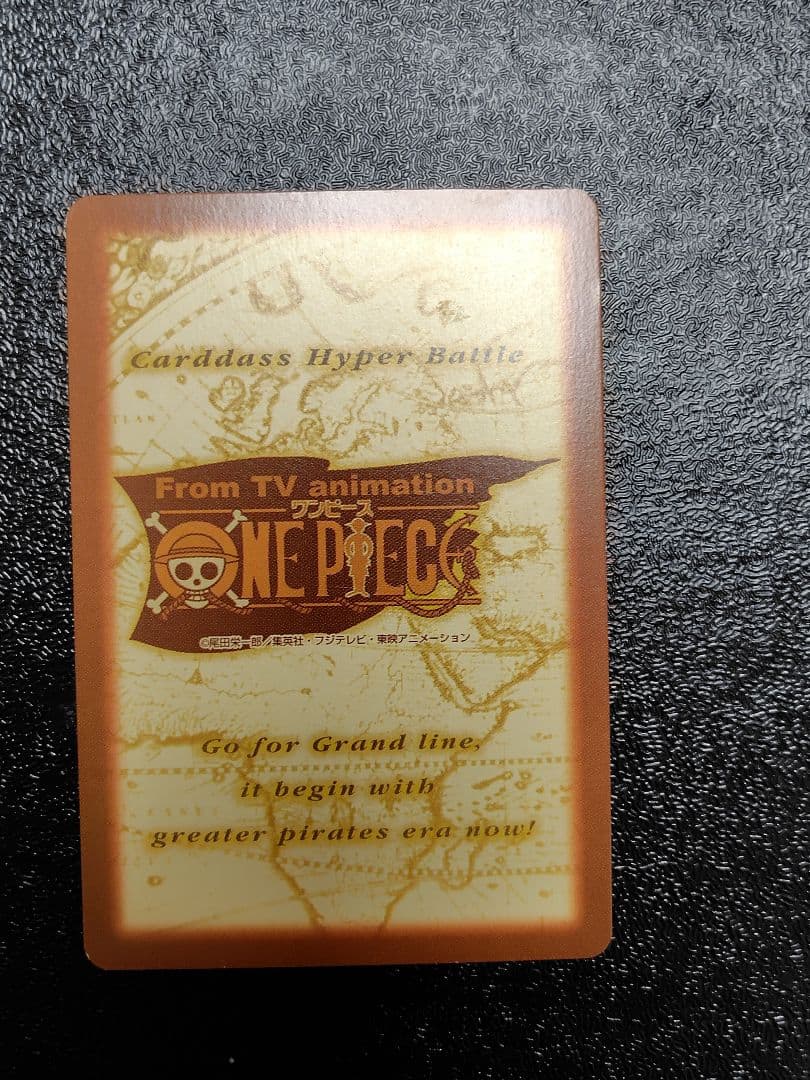 Carddass Hyper Battle
From TV animation
ワンピース
ONE PIECE
©尾田栄一郎/集英社・フジテレビ・東映アニメーション
Go for Grand line,
it begin with
greater pirates era now!